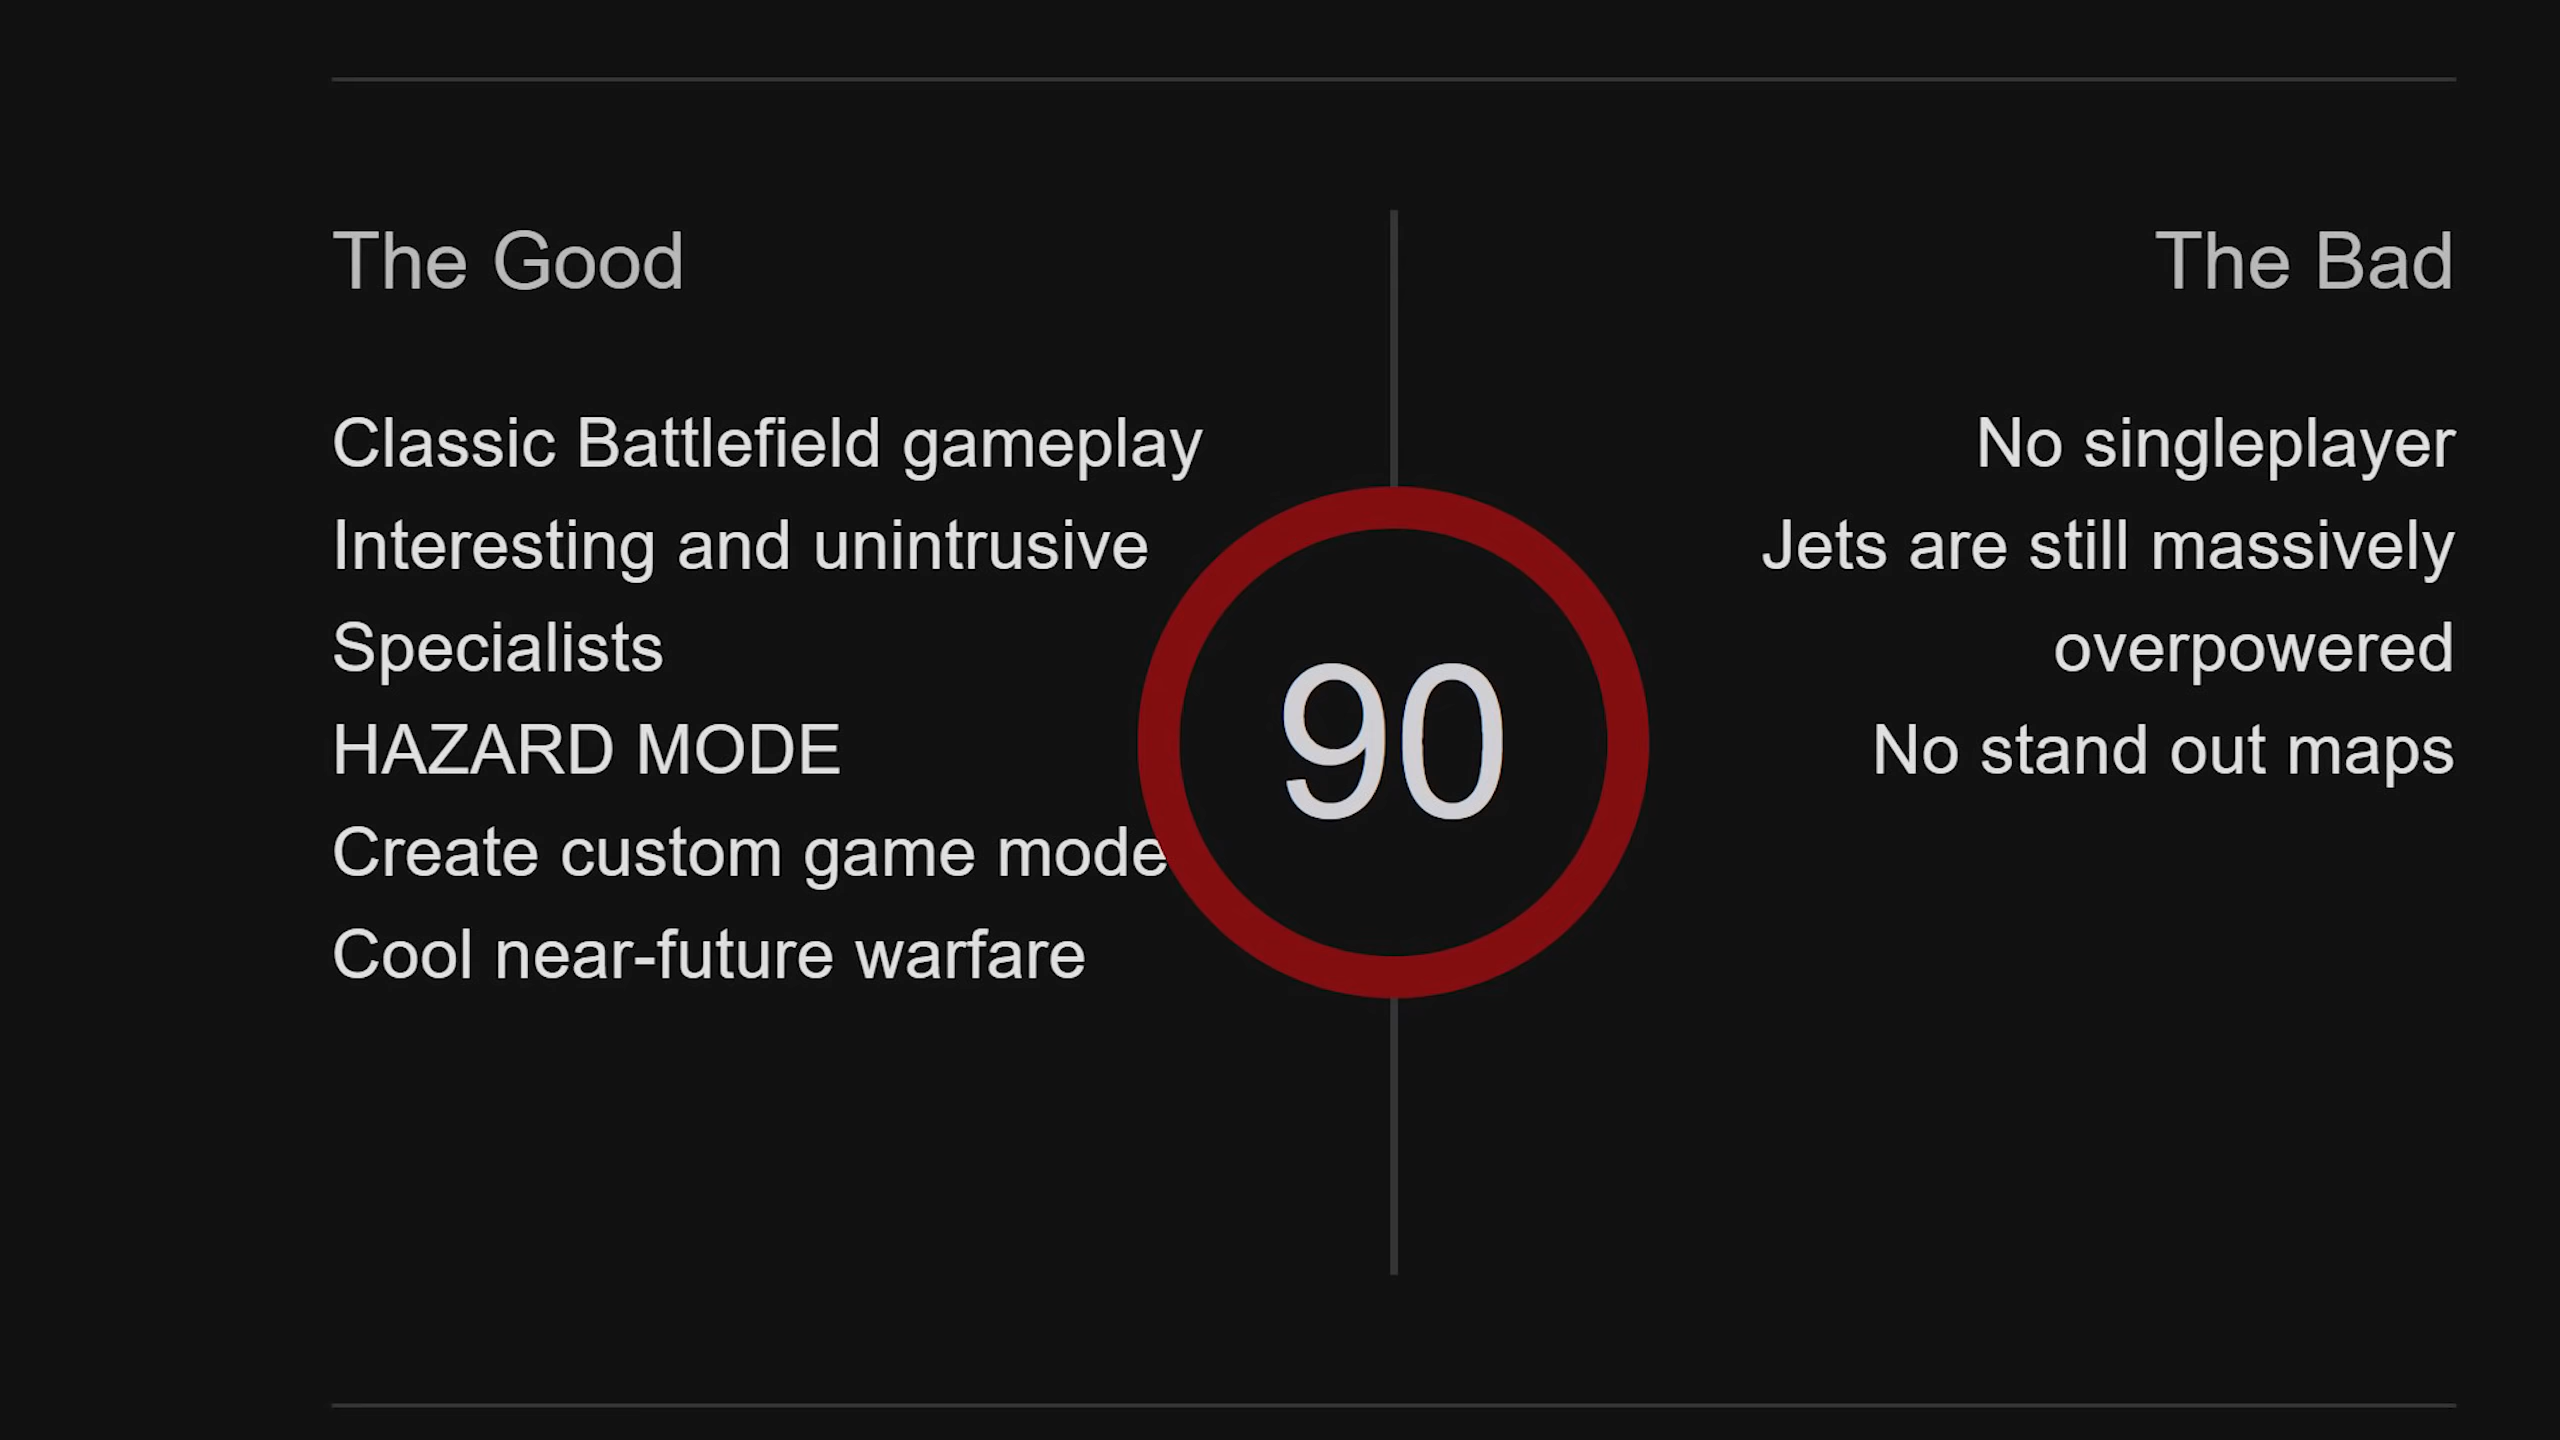 The Good
Classic Battlefield gameplay
Interesting and unintrusive
Specialists
HAZARD MODE
Create custom game mode
Cool near-future warfare
90
The Bad
No singleplayer
Jets are still massively
overpowered
No stand out maps